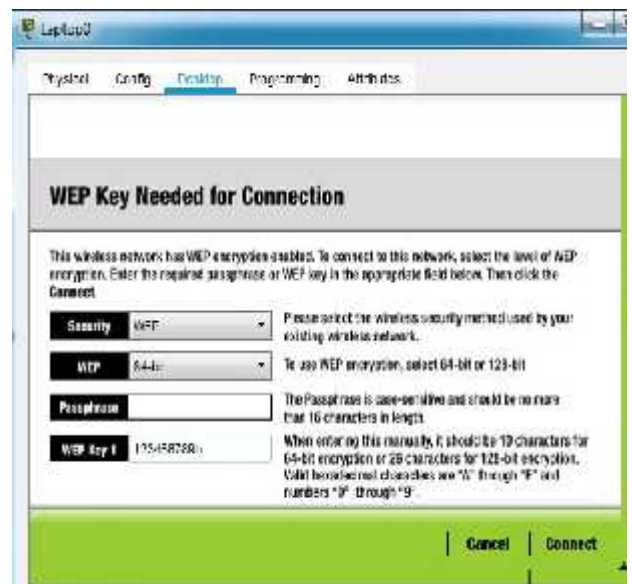 Laptop0
Physical Config Desktop Programming Attributes
WEP Key Needed for Connection
This wireless network has WEP encryption enabled. To connect to this network, select the level of WEP
encryption. Enter the required passphrase or WEP key in the appropriate field below. Then click the
Connect
Security WEP Please select the wireless security method used by your
existing wireless network.
WEP 64-bit To use WEP encryption, select 64-bit or 128-bit
Passphrase The Passphrase is case-sensitive and should be no more
than 16 characters in length.
WEP Key 1 When entering this manually, it should be 10 characters for
64-bit encryption or 26 characters for 128-bit encryption.
Valid hexadecimal characters are "A" through "F" and
numbers "0" through "9"
Cancel Connect